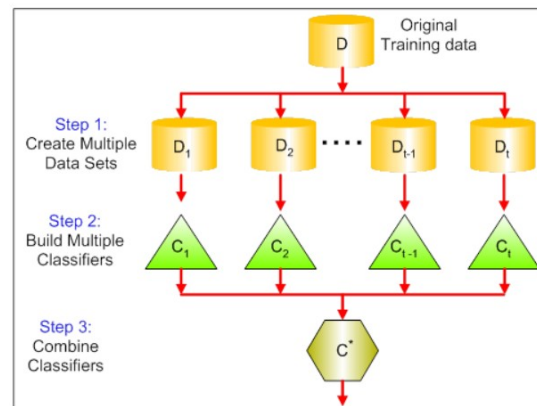 Original
Training data
D
Step 1:
Create Multiple
Data Sets
D1 D2 .... Dt-1 Dt
Step 2:
Build Multiple
Classifiers
C1 C2 Ct-1 Ct
Step 3:
Combine
Classifiers
C*